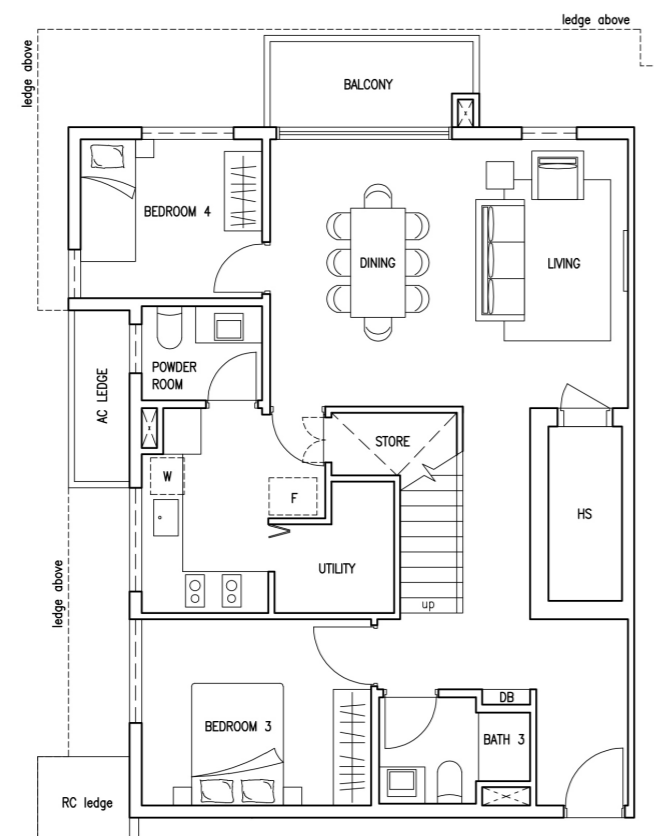 ledge above
ledge above
BALCONY
BEDROOM 4
DINING
LIVING
POWDER
ROOM
AC LEDGE
STORE
W
F
HS
UTILITY
ledge above
up
DB
BEDROOM 3
BATH 3
RC ledge